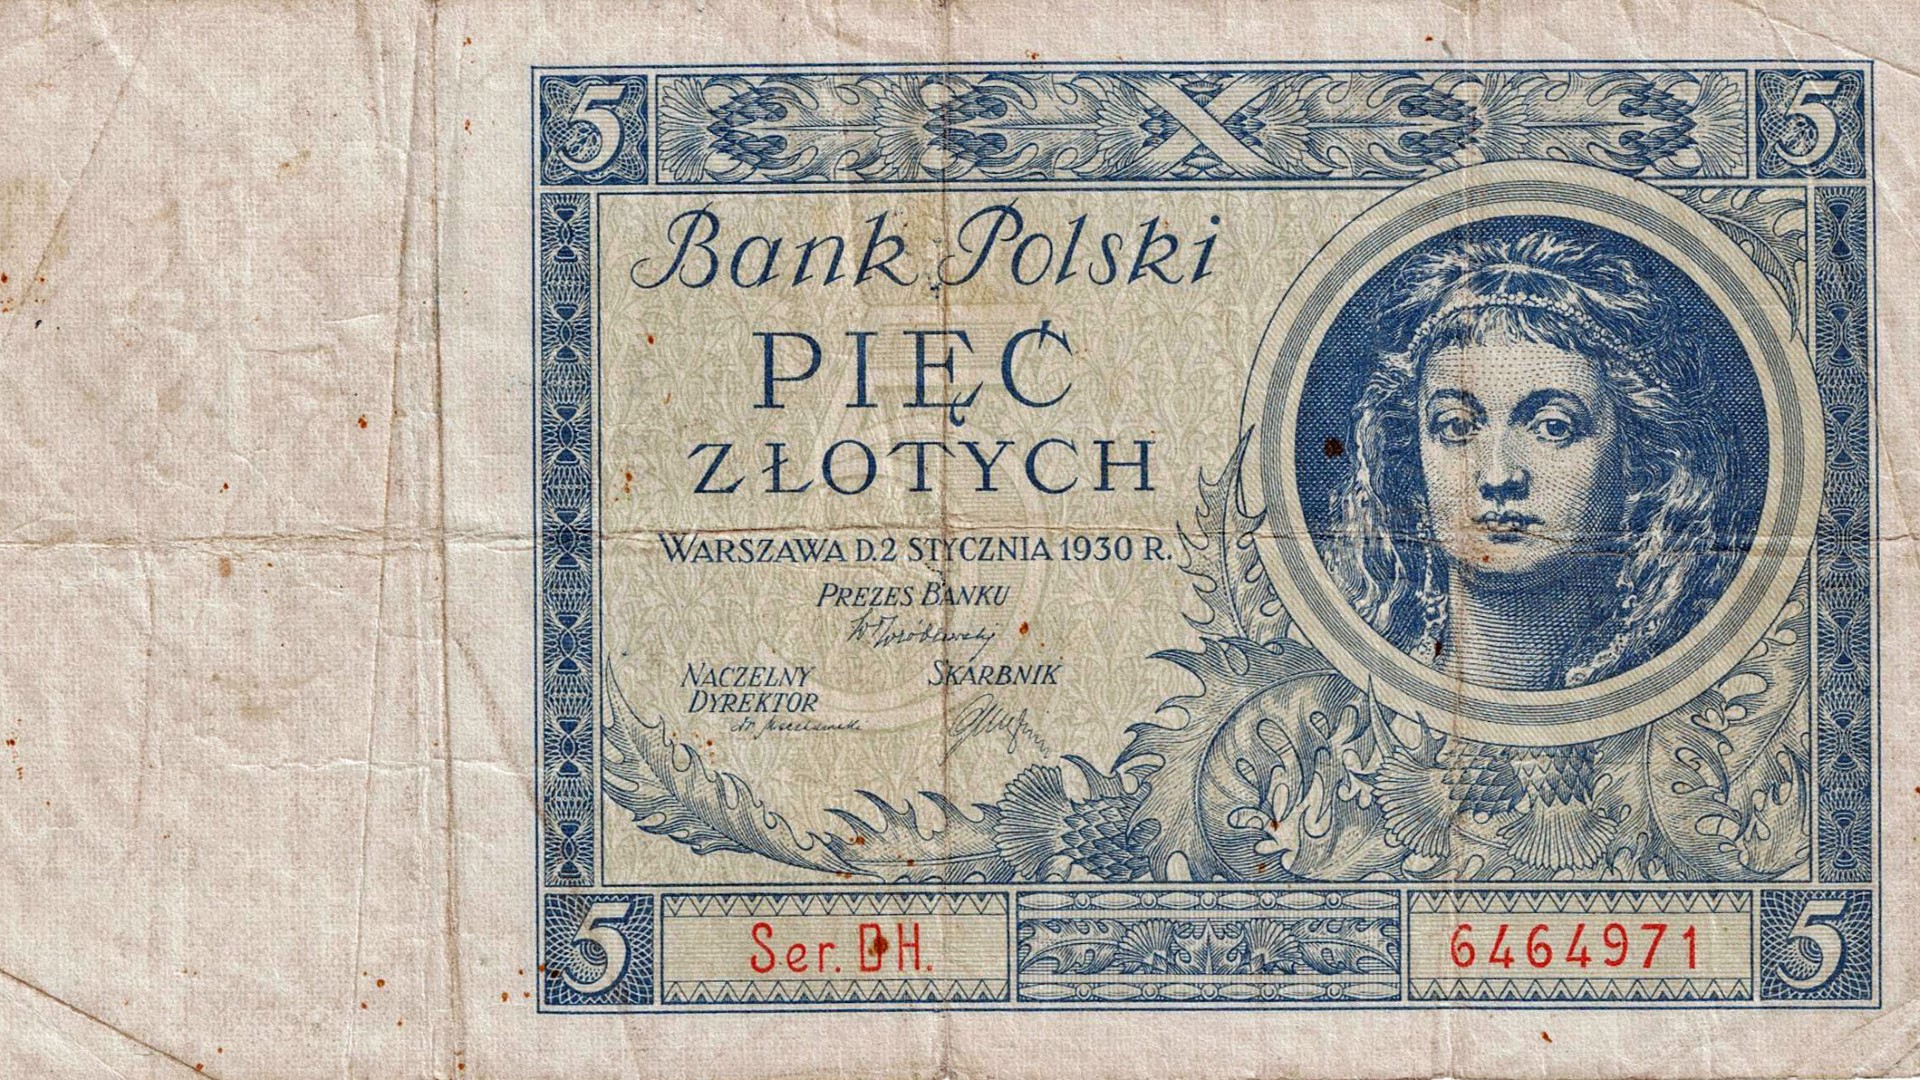 5 5
Bank Polski
PIĘĆ
ZŁOTYCH
WARSZAWA D. 2 STYCZNIA 1930 R.
PREZES BANKU
NACZELNY
DYREKTOR
SKARBNIK
5 Ser. DH. 6464971 5